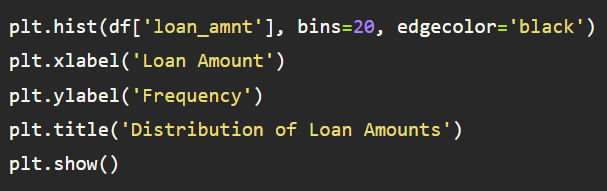 plt.hist(df['loan_amnt'], bins=20, edgecolor='black')
plt.xlabel('Loan Amount')
plt.ylabel('Frequency')
plt.title('Distribution of Loan Amounts')
plt.show()